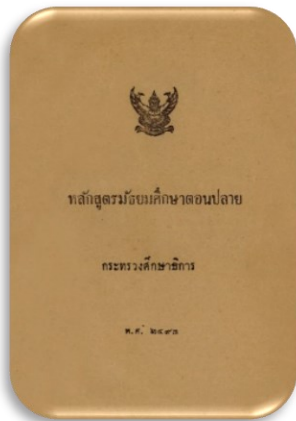 หลักสูตรมัธยมศึกษาตอนปลาย
กระทรวงศึกษาธิการ
พ.ศ.